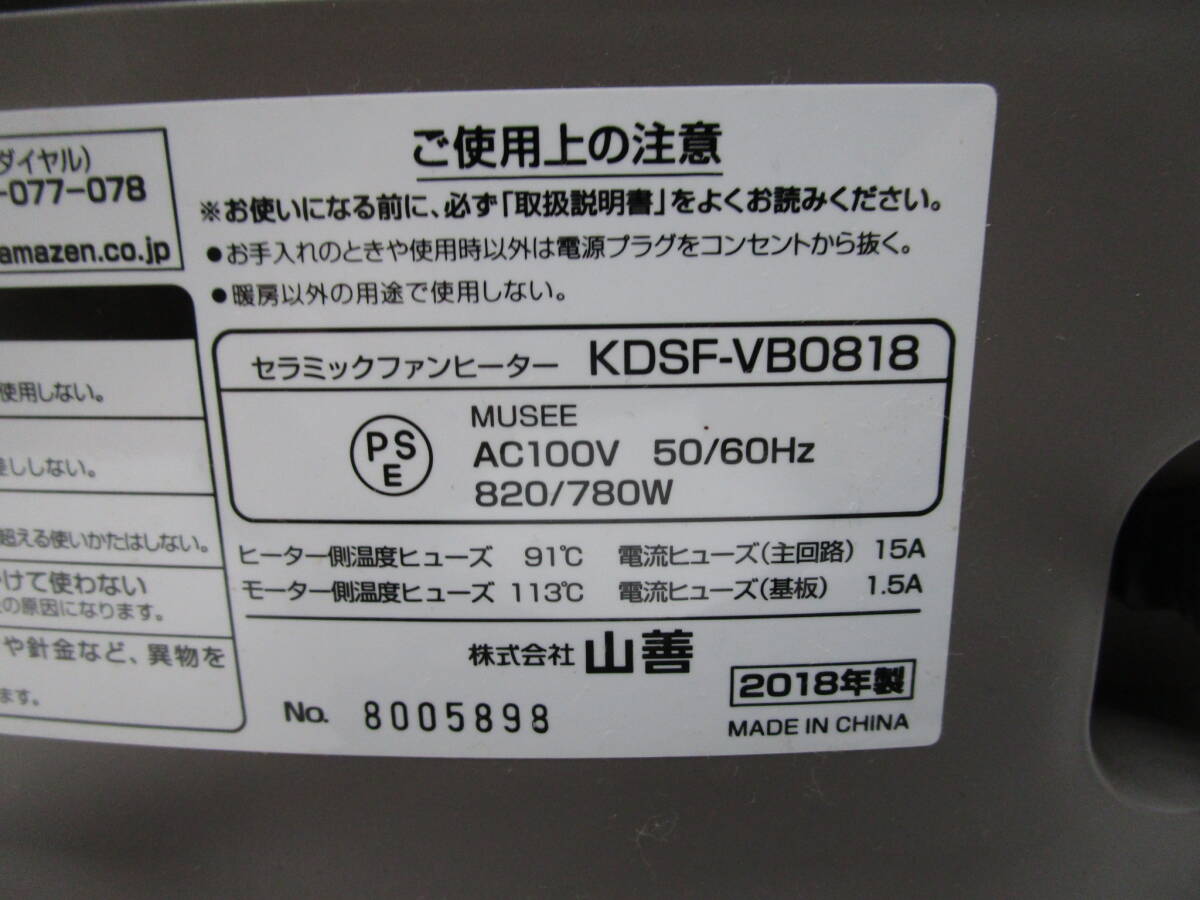 ダイヤル)
-077-078
amazen.co.jp
使用しない。
しない。
超える使いかたはしない。
けて使わない
の原因になります。
や針金など、異物を
ます。
ご使用上の注意
※お使いになる前に、必ず「取扱説明書」をよくお読みください。
●お手入れのときや使用時以外は電源プラグをコンセントから抜く。
●暖房以外の用途で使用しない。
セラミックファンヒーター KDSF-VB0818
PS E
MUSEE
AC100V 50/60Hz
820/780W
ヒーター側温度ヒューズ 91℃ 電流ヒューズ(主回路) 15A
モーター側温度ヒューズ 113℃ 電流ヒューズ(基板) 1.5A
株式会社 山善
2018年製
No. 8005898
MADE IN CHINA